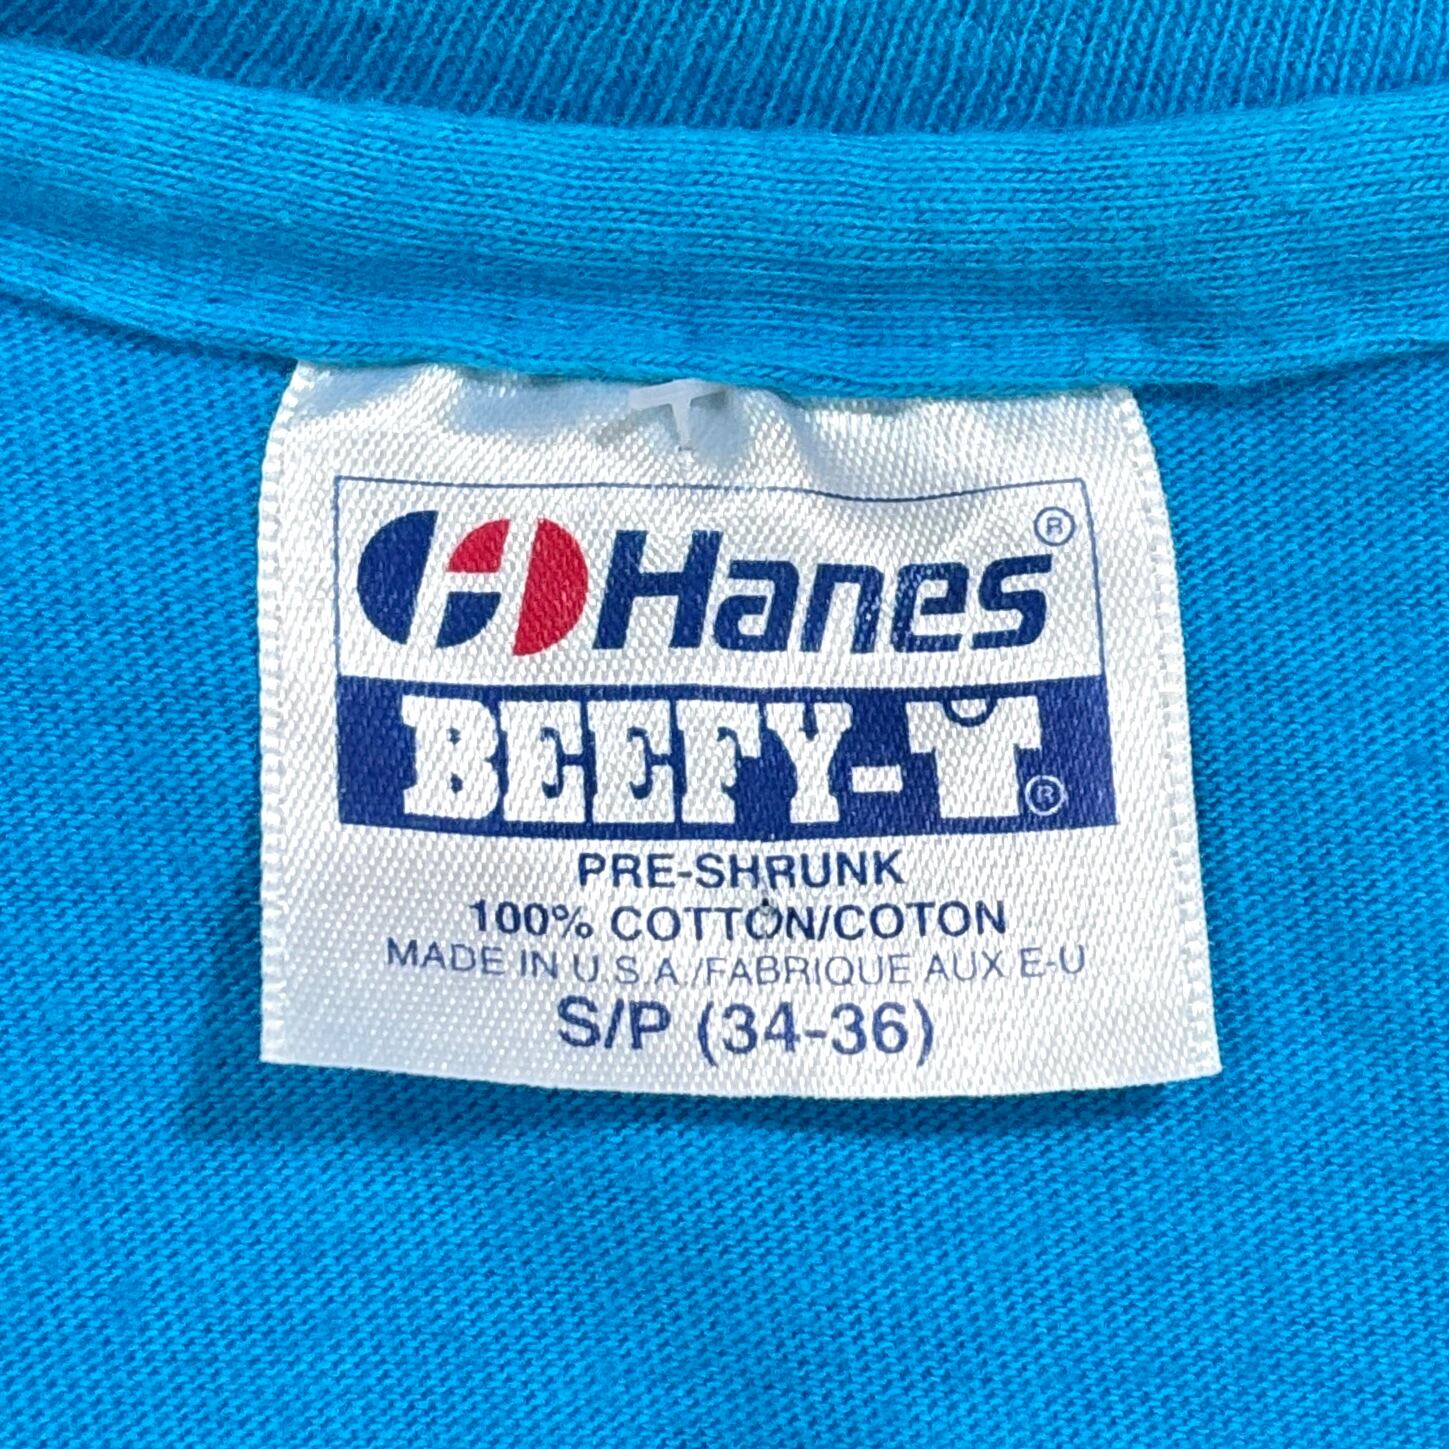 Hanes ®
BEEFY-T ®
PRE-SHRUNK
100% COTTON/COTON
MADE IN U.S.A./FABRIQUE AUX E-U
S/P (34-36)